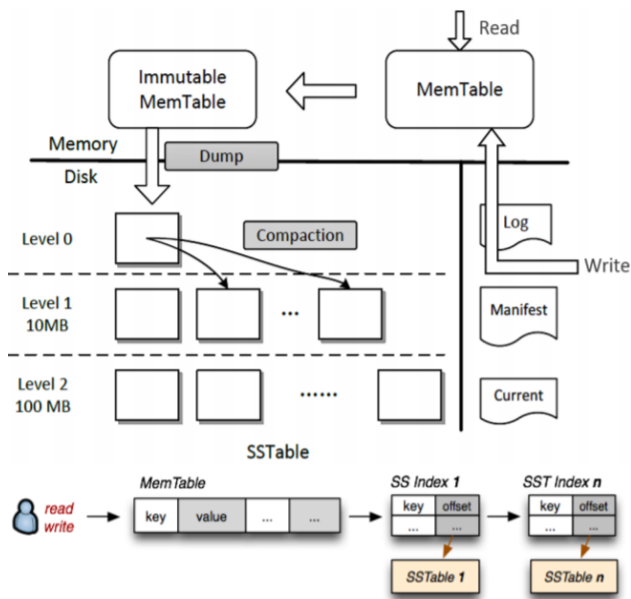 Read
Immutable
MemTable
MemTable
Memory
Dump
Disk
Level 0
Compaction
Log
Write
Level 1
10MB
...
Manifest
Level 2
100 MB
......
Current
SSTable
MemTable
SS Index 1
SST Index n
read
write
key value ... ...
key offset
... ...
key offset
... ...
SSTable 1
SSTable n